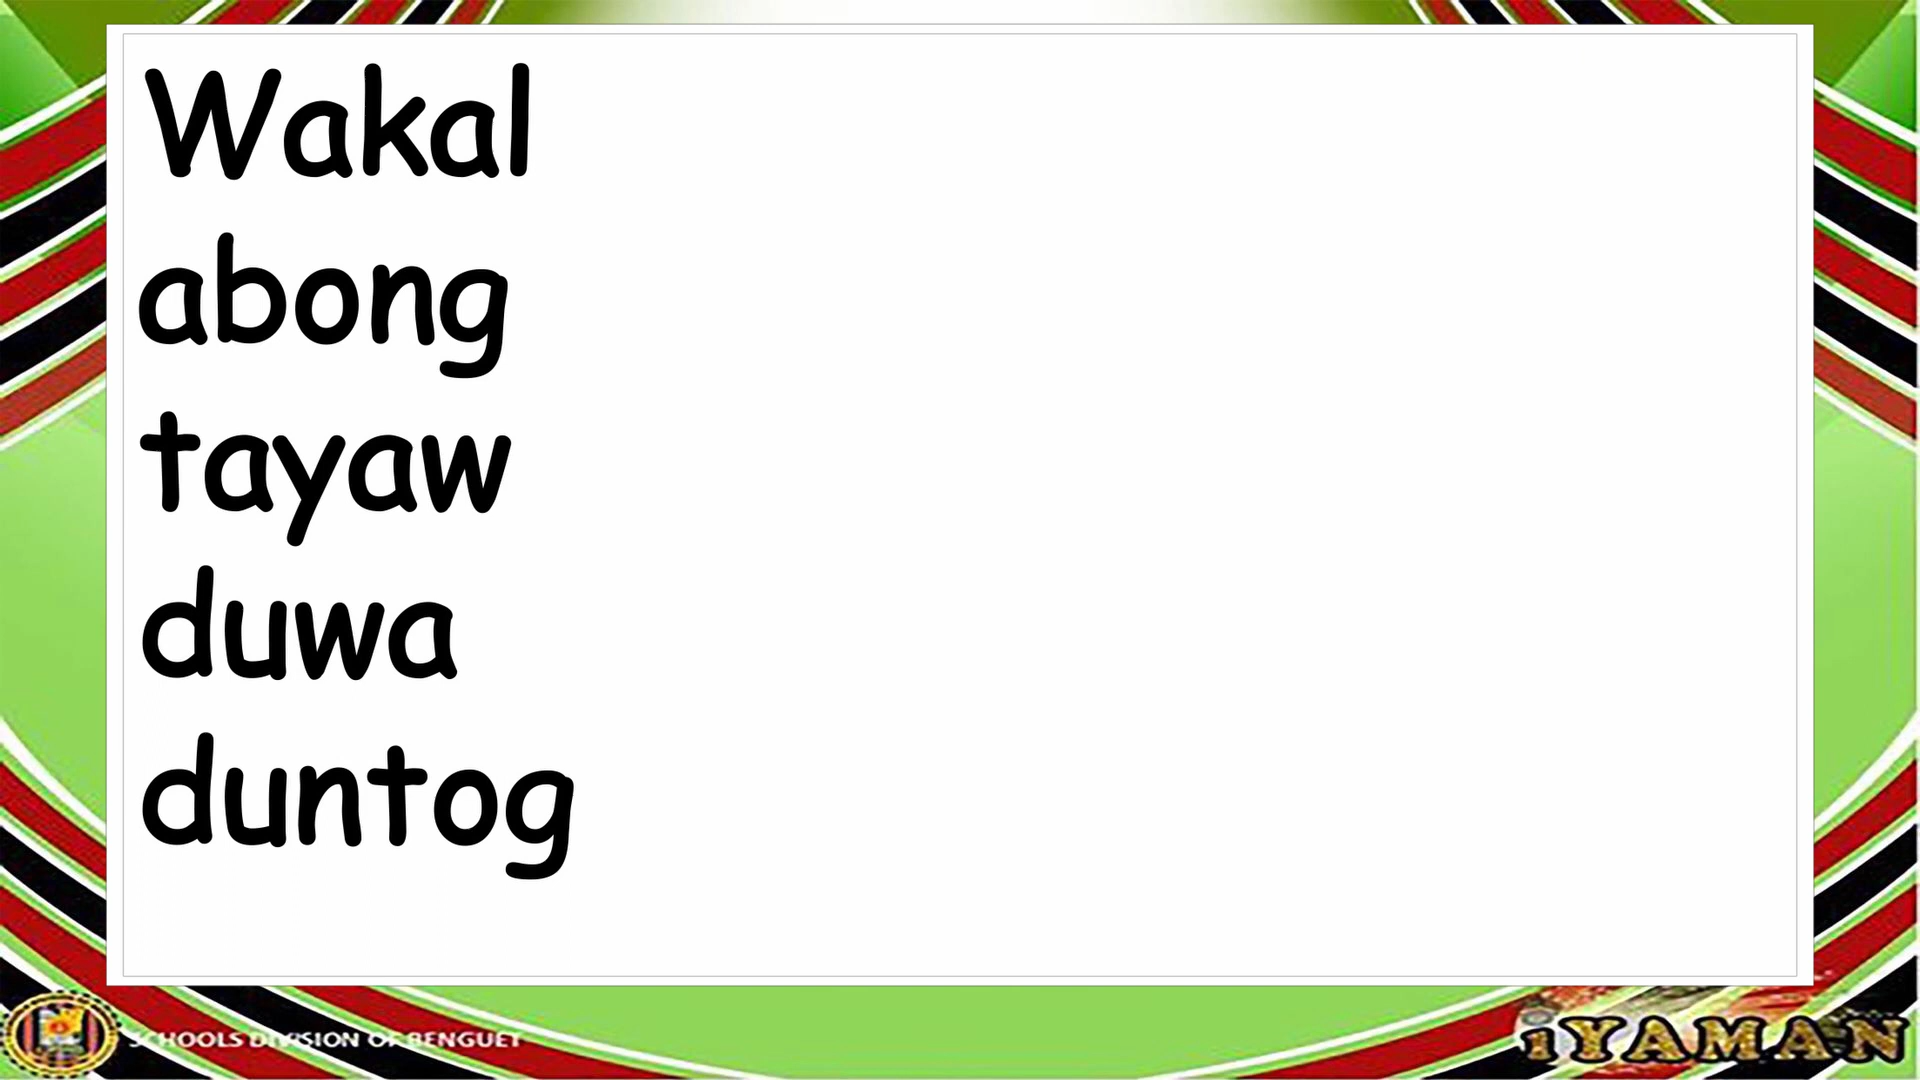 Wakal
abong
tayaw
duwa
duntog
SCHOOLS DIVISION OF BENGUET
iYAMAN